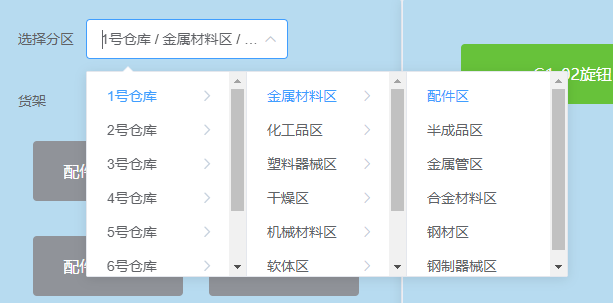 选择分区
1号仓库 / 金属材料区 / ...
G1-02旋钮
1号仓库 金属材料区 配件区
2号仓库 化工品区 半成品区
货架
3号仓库 塑料器械区 金属管区
4号仓库 干燥区 合金材料区
配件
5号仓库 机械材料区 钢材区
6号仓库 软体区 钢制器械区
配件